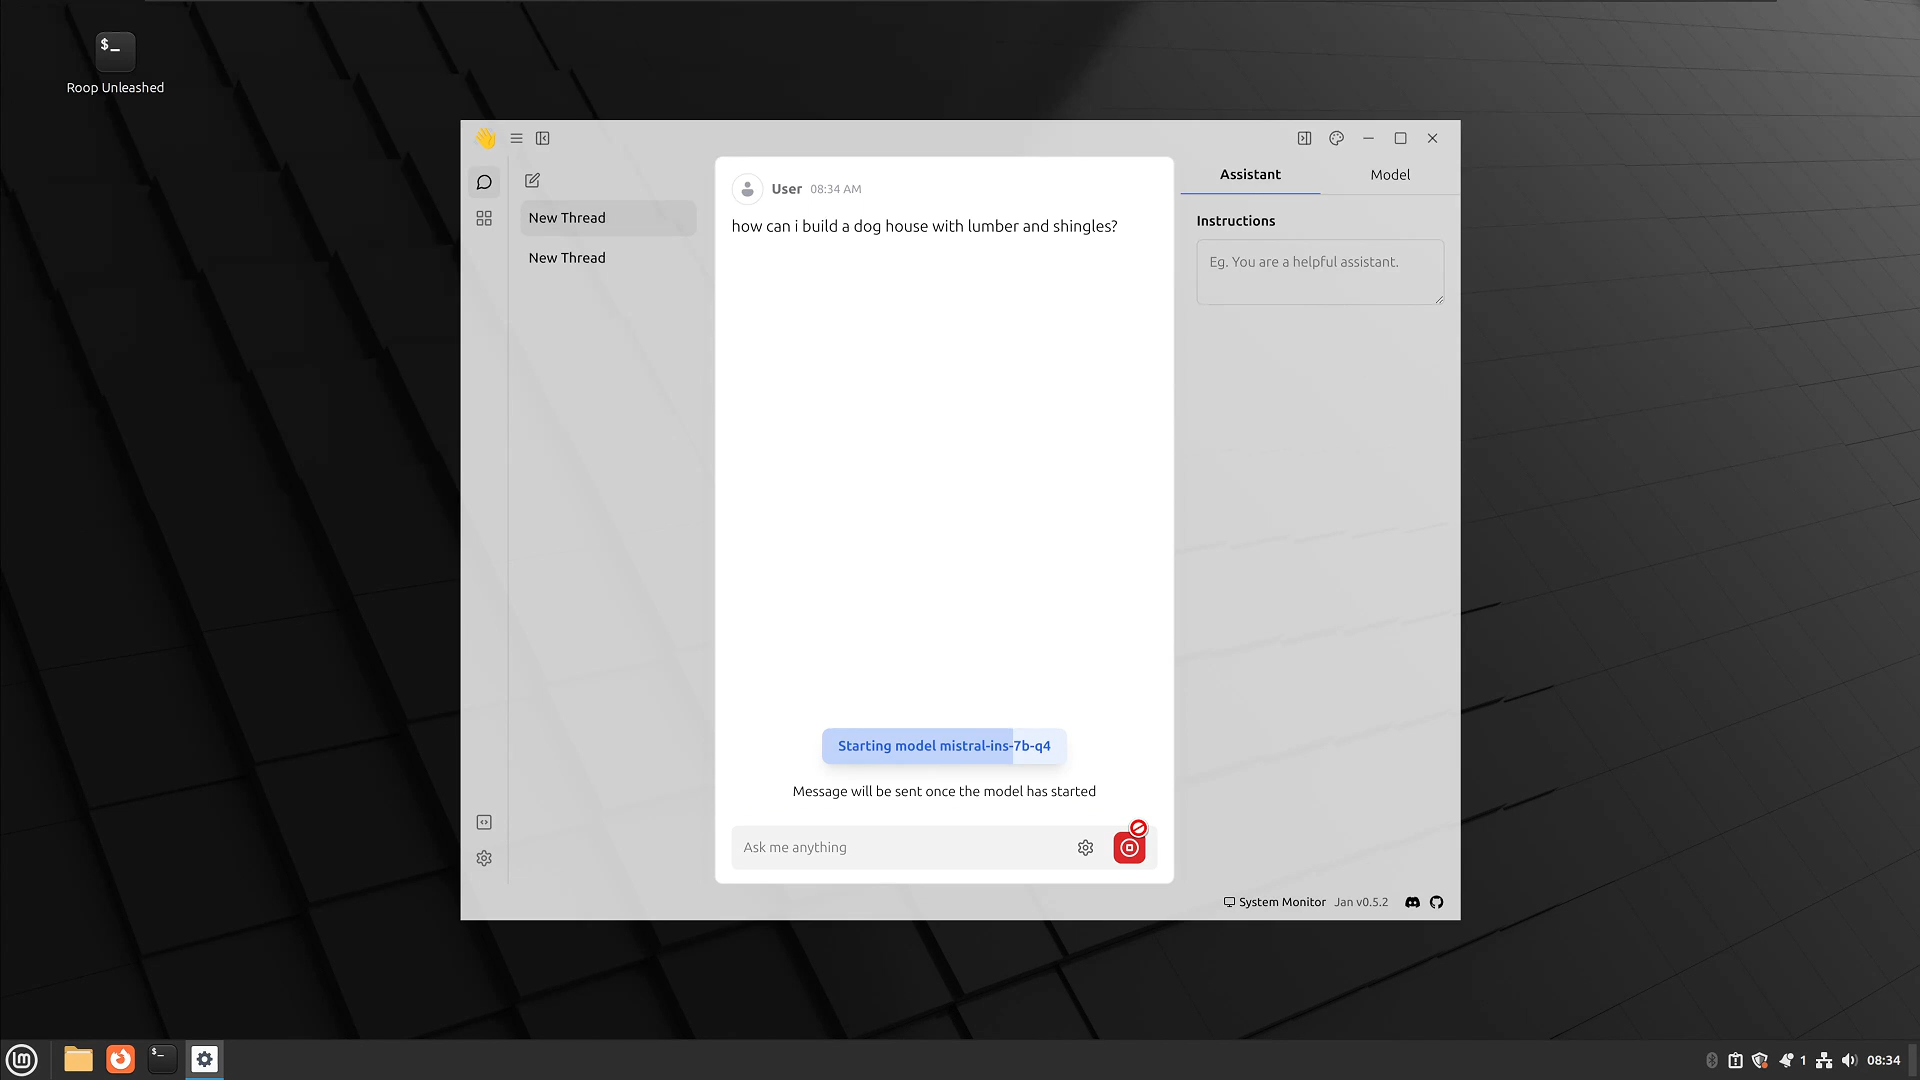 $_
Roop Unleashed
New Thread
New Thread
User 08:34 AM
how can i build a dog house with lumber and shingles?
Starting model mistral-ins-7b-q4
Message will be sent once the model has started
Ask me anything
Assistant Model
Instructions
Eg. You are a helpful assistant.
System Monitor Jan v0.5.2
lm
$_
1
08:34